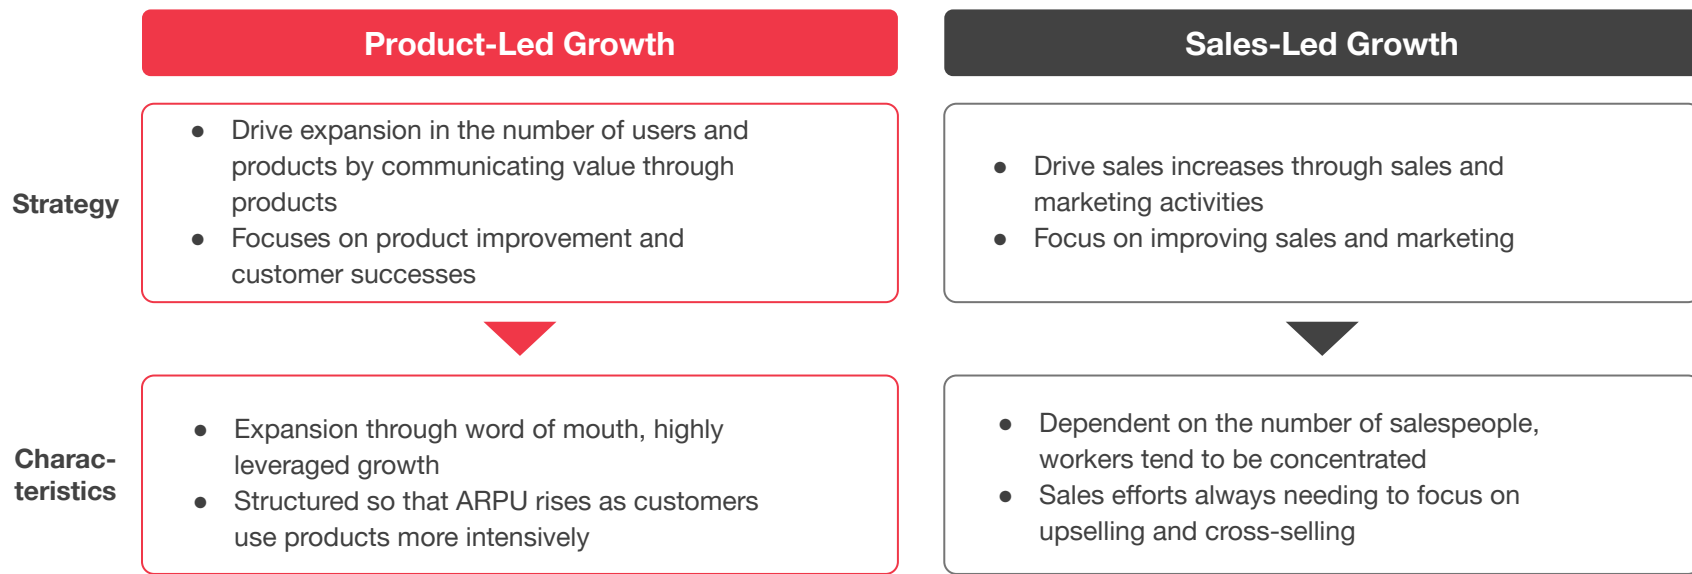 Product-Led Growth
Sales-Led Growth
Strategy
● Drive expansion in the number of users and
products by communicating value through
products
● Focuses on product improvement and
customer successes
● Drive sales increases through sales and
marketing activities
● Focus on improving sales and marketing
Charac-
teristics
● Expansion through word of mouth, highly
leveraged growth
● Structured so that ARPU rises as customers
use products more intensively
● Dependent on the number of salespeople,
workers tend to be concentrated
● Sales efforts always needing to focus on
upselling and cross-selling